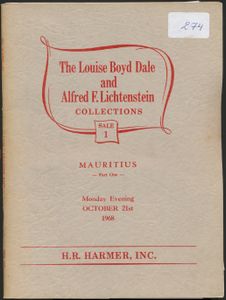 274
The Louise Boyd Dale
and
Alfred F. Lichtenstein
COLLECTIONS
SALE
1
MAURITIUS
— Part One —
Monday Evening
OCTOBER 21st
1968
H.R. HARMER, INC.